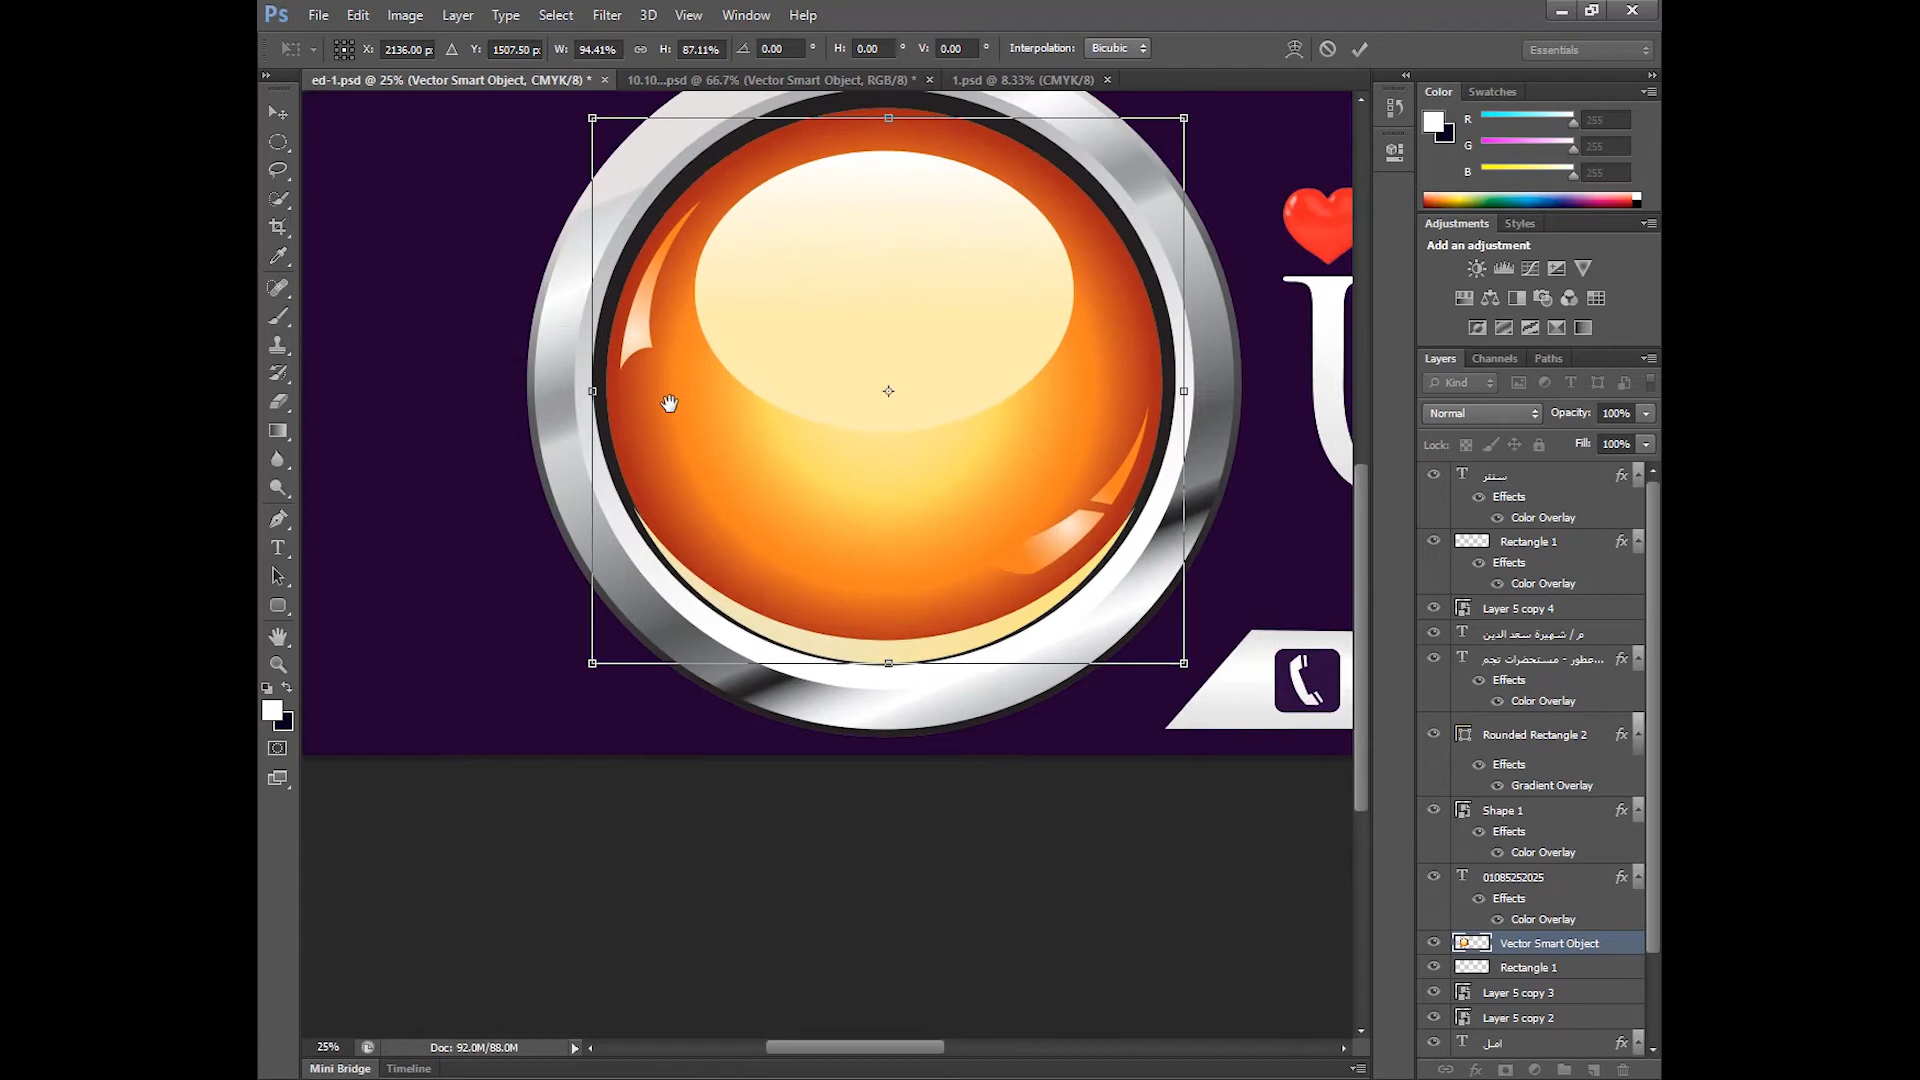 Ps File Edit Image Layer Type Select Filter 3D View Window Help
X: 2136.00 p Y: 1507.50 p W: 94.41% H: 87.11% 0.00 ° H: 0.00 ° V: 0.00 ° Interpolation: Bicubic Essentials
ed-1.psd @ 25% (Vector Smart Object, CMYK/8) * × 10.10...psd @ 66.7% (Vector Smart Object, RGB/8) * × 1.psd @ 8.33% (CMYK/8) ×
Color Swatches
R 255
G 255
B 255
Adjustments Styles
Add an adjustment
Layers Channels Paths
Kind
Normal Opacity: 100%
Lock: Fill: 100%
سنتر fx
Effects
Color Overlay
Rectangle 1 fx
Effects
Color Overlay
Layer 5 copy 4
م / شهيرة سعد الدين
عطور - مستحضرات تجم... fx
Effects
Color Overlay
Rounded Rectangle 2 fx
Effects
Gradient Overlay
Shape 1 fx
Effects
Color Overlay
01085252025 fx
Effects
Color Overlay
Vector Smart Object
Rectangle 1
Layer 5 copy 3
Layer 5 copy 2
امل fx
25% Doc: 92.0M/88.0M
Mini Bridge Timeline